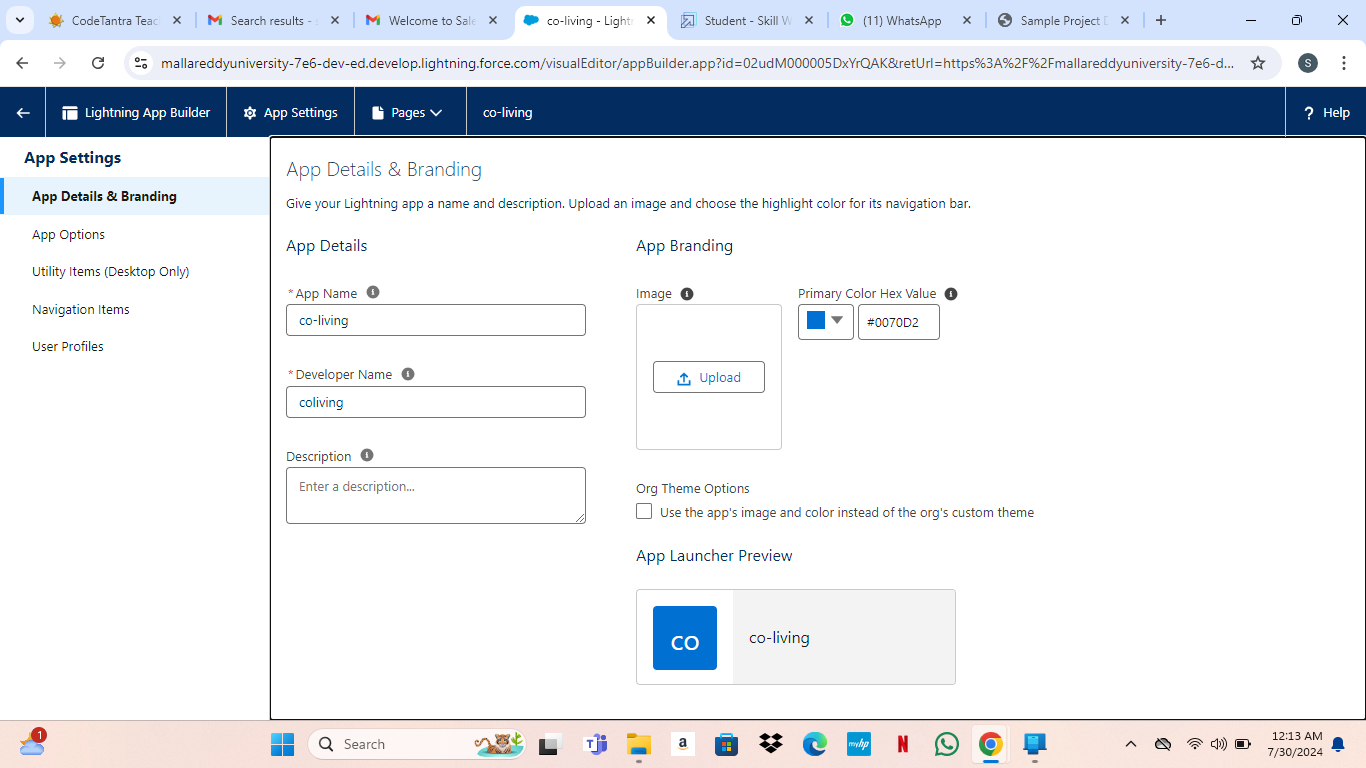 CodeTantra Teac
Search results - s
Welcome to Sale
co-living - Lightn
Student - Skill W
(11) WhatsApp
Sample Project D
mallareddyuniversity-7e6-dev-ed.develop.lightning.force.com/visualEditor/appBuilder.app?id=02udM000005DxYrQAK&retUrl=https%3A%2F%2Fmallareddyuniversity-7e6-d...
S
Lightning App Builder
App Settings
Pages
co-living
? Help
App Settings
App Details & Branding
App Options
Utility Items (Desktop Only)
Navigation Items
User Profiles
App Details & Branding
Give your Lightning app a name and description. Upload an image and choose the highlight color for its navigation bar.
App Details
*App Name
co-living
*Developer Name
coliving
Description
Enter a description...
App Branding
Image
Upload
Primary Color Hex Value
#0070D2
Org Theme Options
Use the app's image and color instead of the org's custom theme
App Launcher Preview
CO
co-living
1
Search
a
myhp
N
12:13 AM
7/30/2024